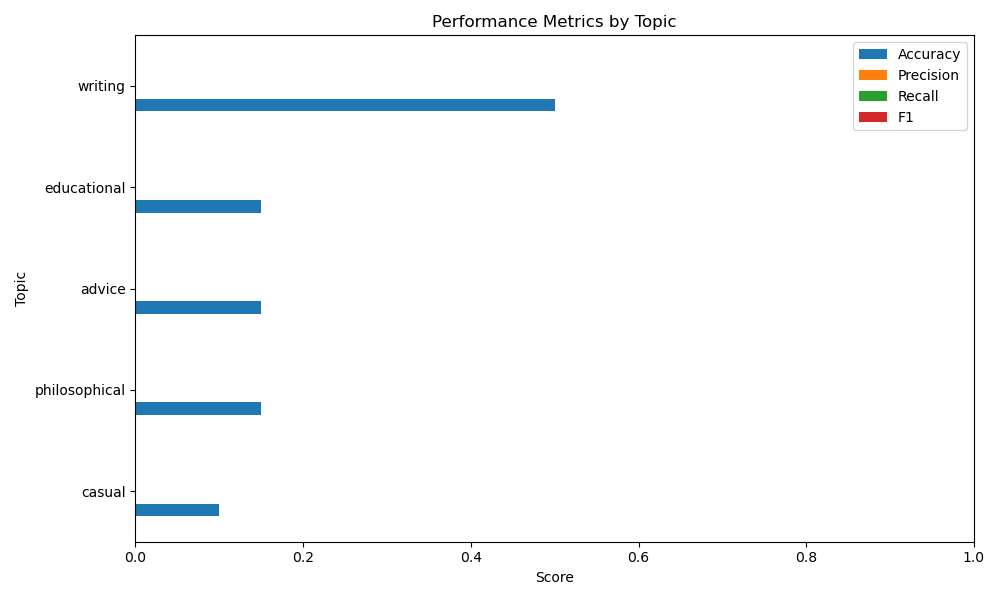 Performance Metrics by Topic
Accuracy
Precision
Recall
F1
writing
educational
advice
philosophical
casual
Topic
0.0 0.2 0.4 0.6 0.8 1.0
Score